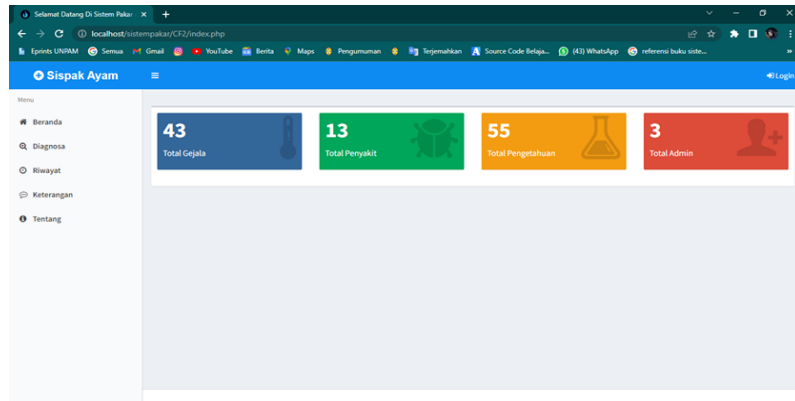 Selamat Datang Di Sistem Pakar
localhost/sistempakar/CF2/index.php
Eprints UNPAM Semua Gmail YouTube Berita Maps Pengumuman Terjemahkan Source Code Belaja... (43) WhatsApp referensi buku siste...
Sispak Ayam
Login
Menu
Beranda
Diagnosa
Riwayat
Keterangan
Tentang
43
Total Gejala
13
Total Penyakit
55
Total Pengetahuan
3
Total Admin